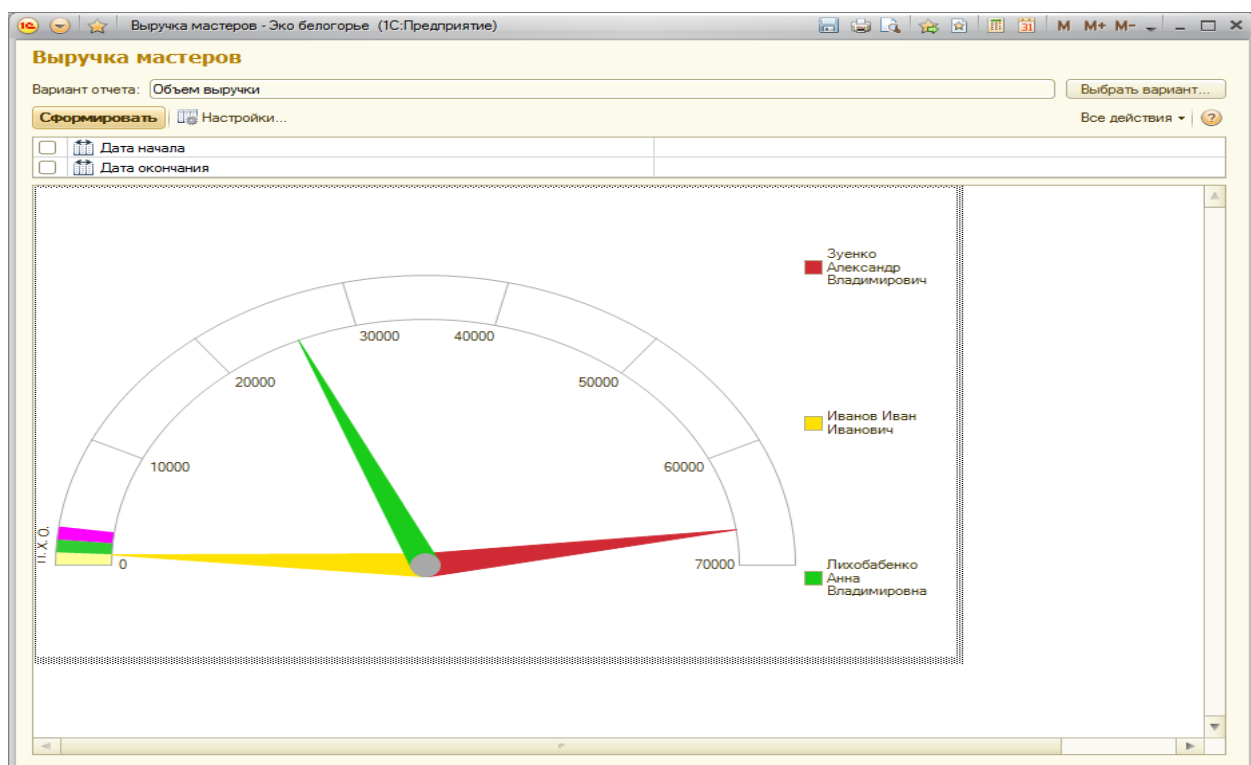 Выручка мастеров - Эко белогорье (1С:Предприятие)
M M+ M-
Выручка мастеров
Вариант отчета: Объем выручки
Выбрать вариант...
Сформировать
Настройки...
Все действия
?
Дата начала
Дата окончания
0
10000
20000
30000
40000
50000
60000
70000
П.Х.О.
Зуенко
Александр
Владимирович
Иванов Иван
Иванович
Лихобабенко
Анна
Владимировна